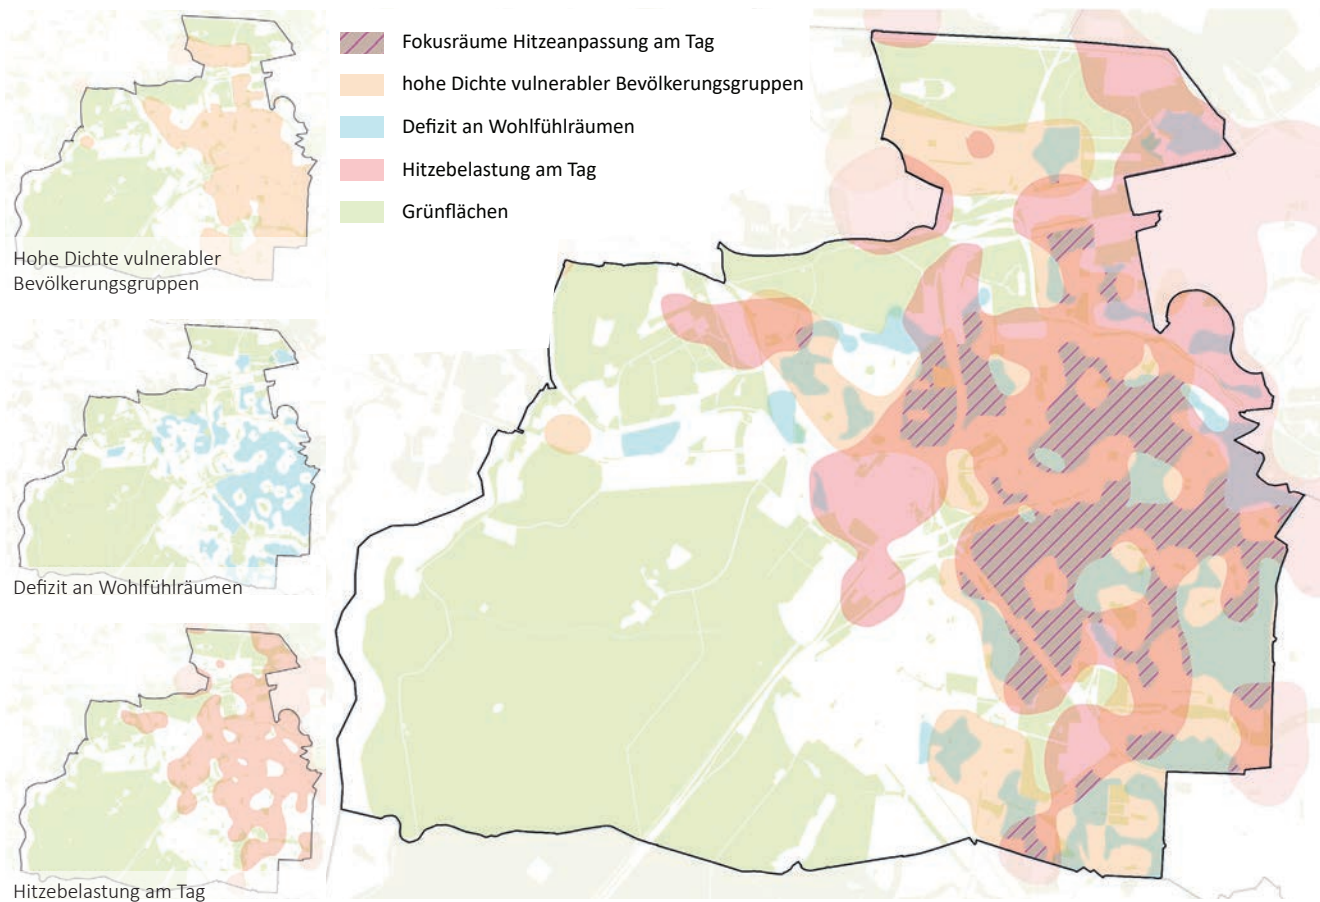 Fokusräume Hitzeanpassung am Tag
hohe Dichte vulnerabler Bevölkerungsgruppen
Defizit an Wohlfühlräumen
Hitzebelastung am Tag
Grünflächen
Hohe Dichte vulnerabler
Bevölkerungsgruppen
Defizit an Wohlfühlräumen
Hitzebelastung am Tag